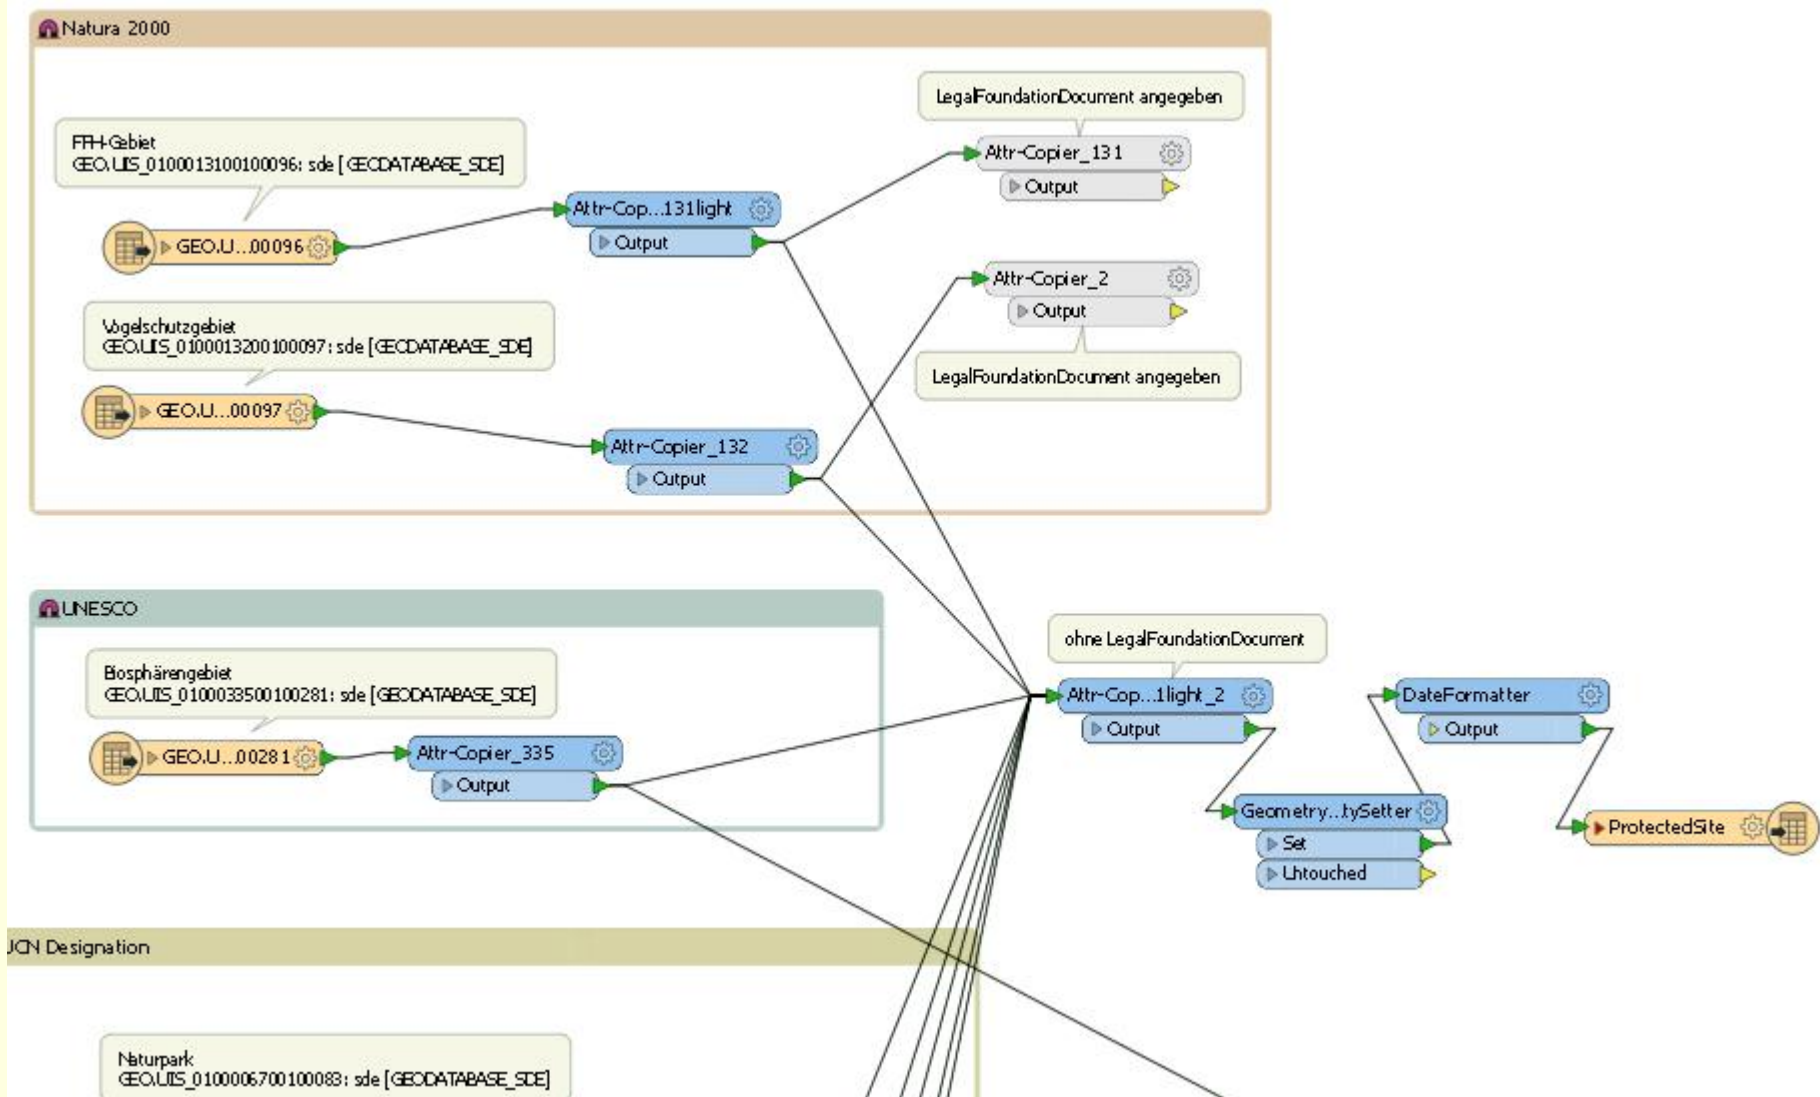 Natura 2000
LegalFoundationDocument angegeben
FFH-Gebiet
GEO.UIS_0100013100100096: sde [GEODATABASE_SDE]
Attr-Copier_131
Output
Attr-Cop...131light
Output
GEO.U...00096
Attr-Copier_2
Output
Vogelschutzgebiet
GEO.UIS_0100013200100097: sde [GEODATABASE_SDE]
LegalFoundationDocument angegeben
GEO.U...00097
Attr-Copier_132
Output
UNESCO
ohne LegalFoundationDocument
Biosphärengebiet
GEO.UIS_0100033500100281: sde [GEODATABASE_SDE]
Attr-Cop...1light_2
Output
DateFormatter
Output
GEO.U...00281
Attr-Copier_335
Output
Geometry...tySetter
Set
Untouched
ProtectedSite
UCN Designation
Naturpark
GEO.UIS_0100006700100083: sde [GEODATABASE_SDE]